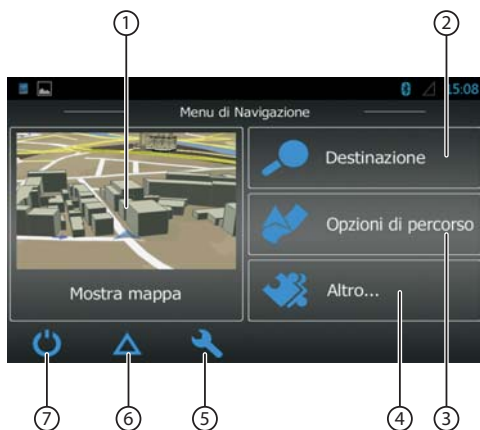 1 2
15:08
Menu di Navigazione
Destinazione
Opzioni di percorso
Mostra mappa
Altro...
7 6 5 4 3